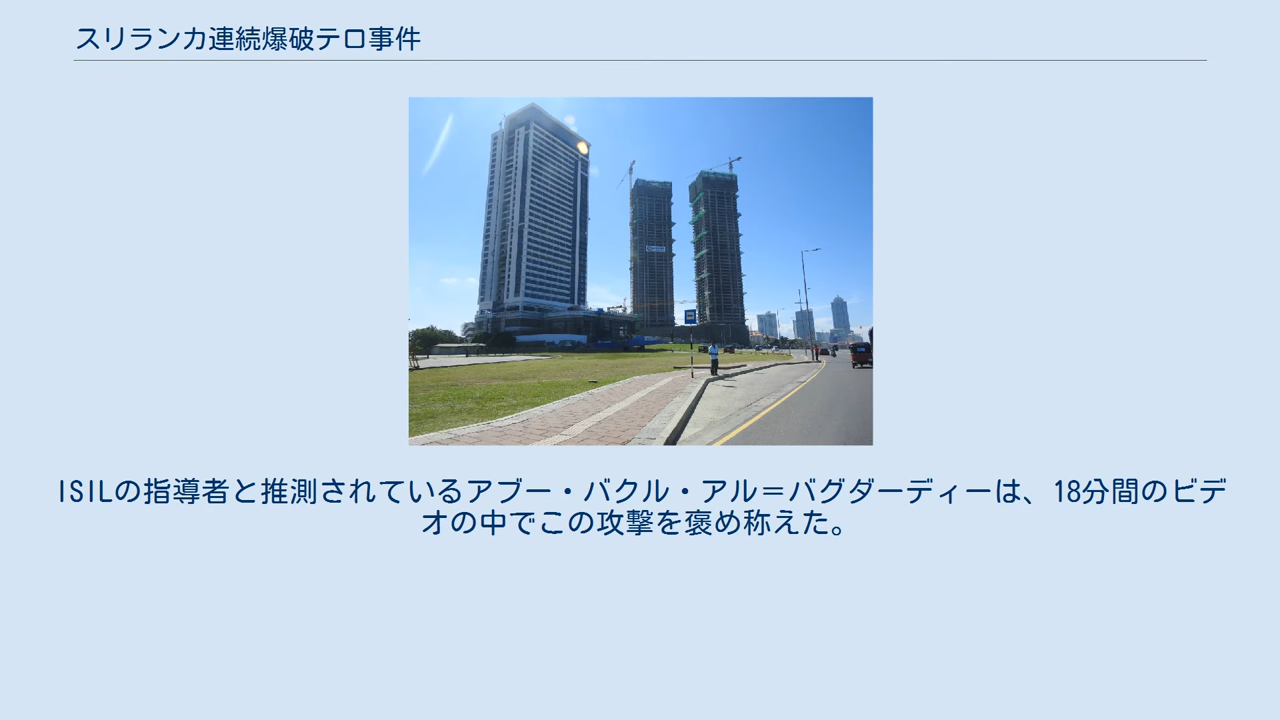 スリランカ連続爆破テロ事件
ISILの指導者と推測されているアブー・バクル・アル＝バグダーディーは、18分間のビデ
オの中でこの攻撃を褒め称えた。